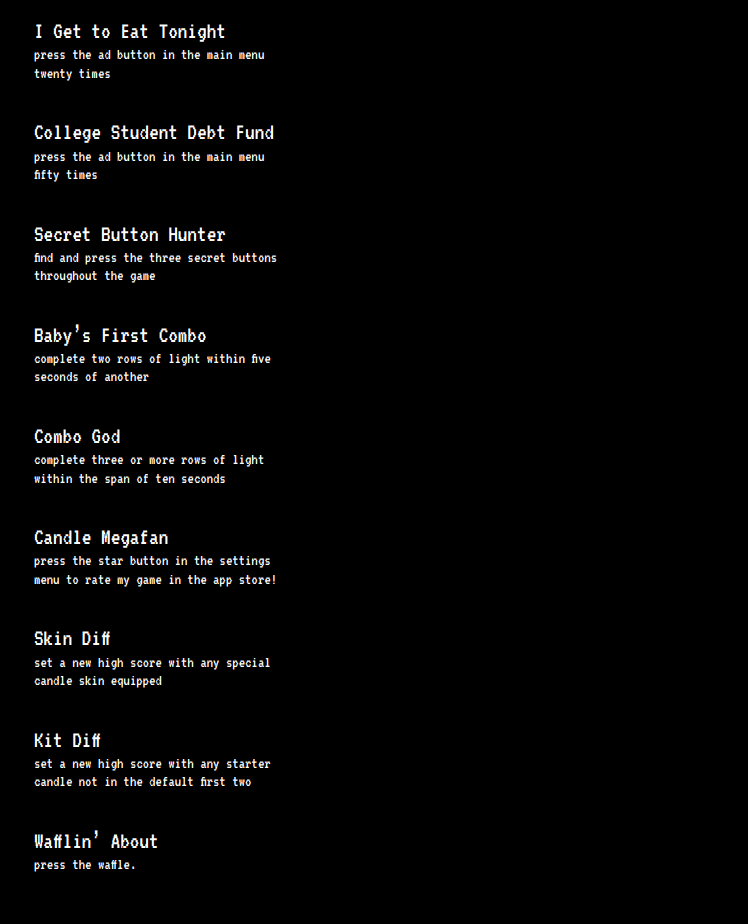 I Get to Eat Tonight
press the ad button in the main menu
twenty times
College Student Debt Fund
press the ad button in the main menu
fifty times
Secret Button Hunter
find and press the three secret buttons
throughout the game
Baby's First Combo
complete two rows of light within five
seconds of another
Combo God
complete three or more rows of light
within the span of ten seconds
Candle Megafan
press the star button in the settings
menu to rate my game in the app store!
Skin Diff
set a new high score with any special
candle skin equipped
Kit Diff
set a new high score with any starter
candle not in the default first two
Wafflin' About
press the waffle.